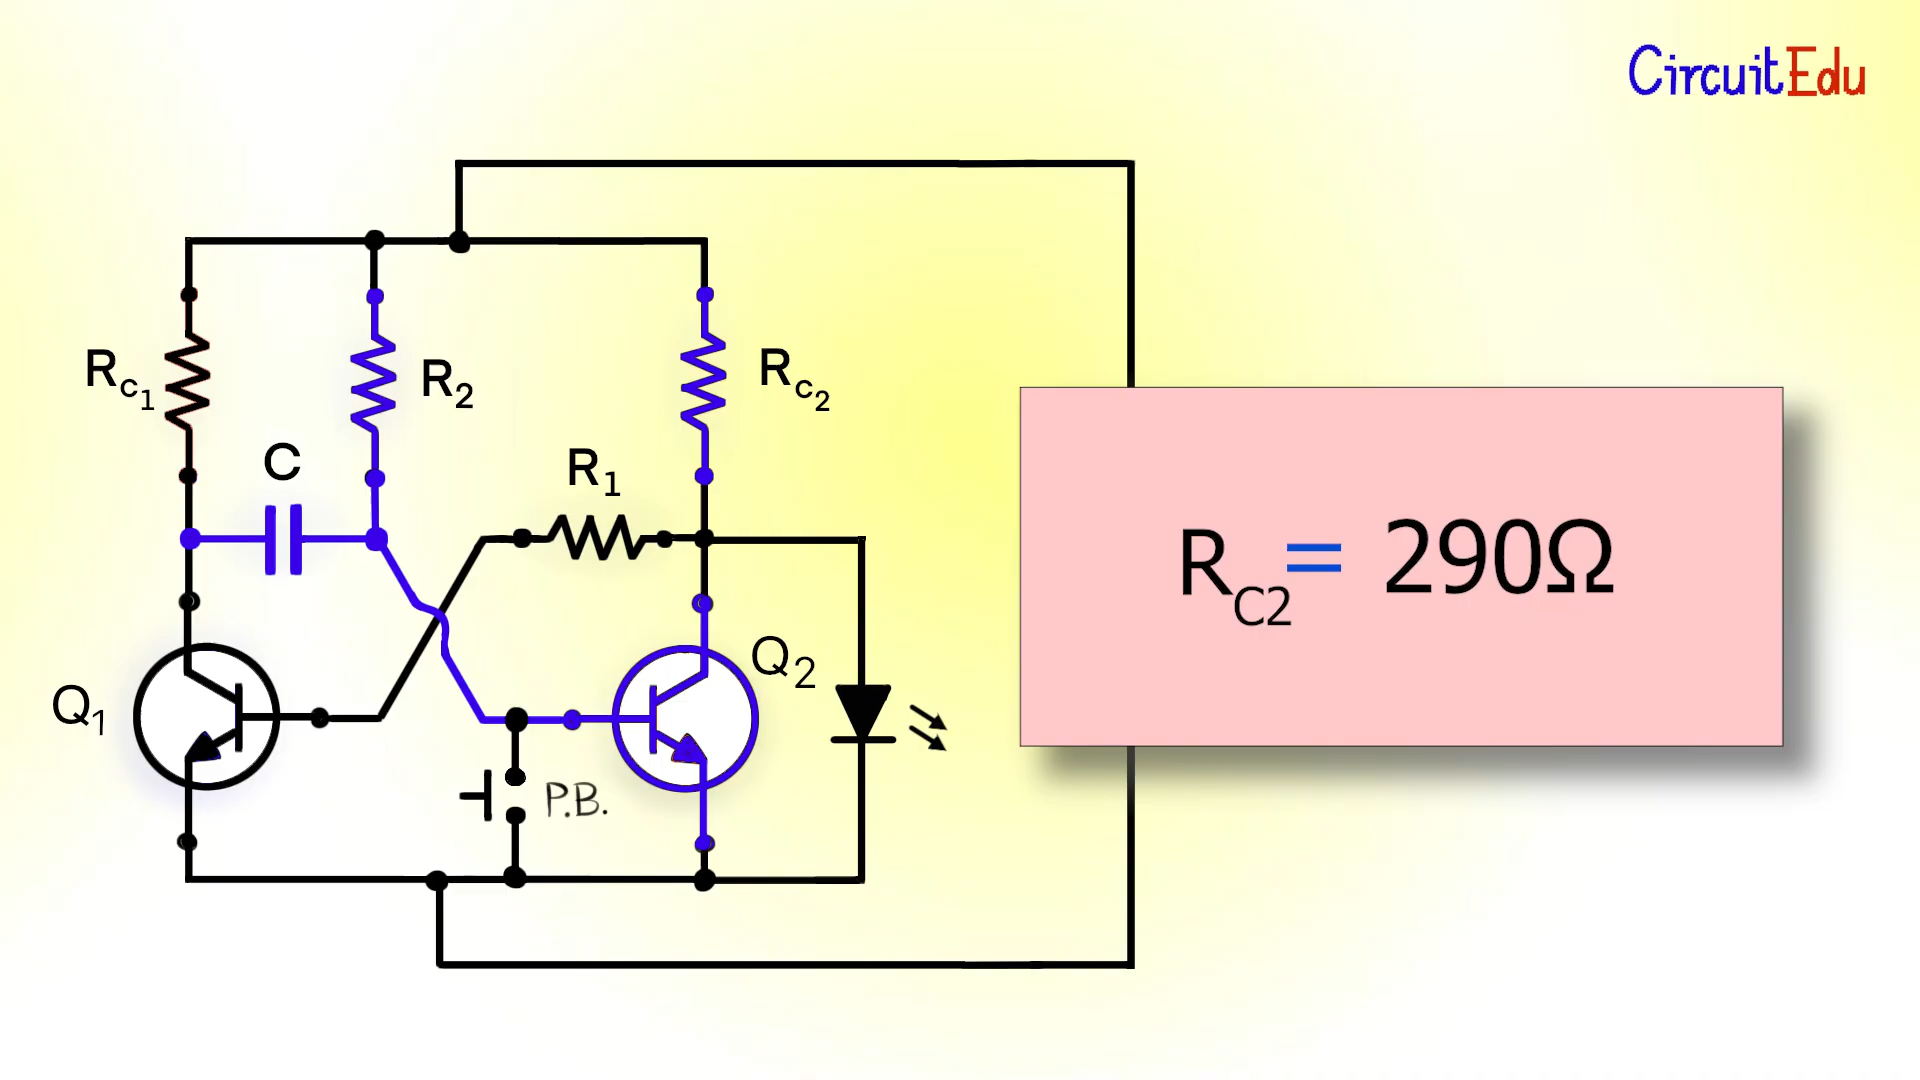 CircuitEdu
Rc1
R2
Rc2
C
R1
Q1
Q2
P.B.
RC2= 290Ω